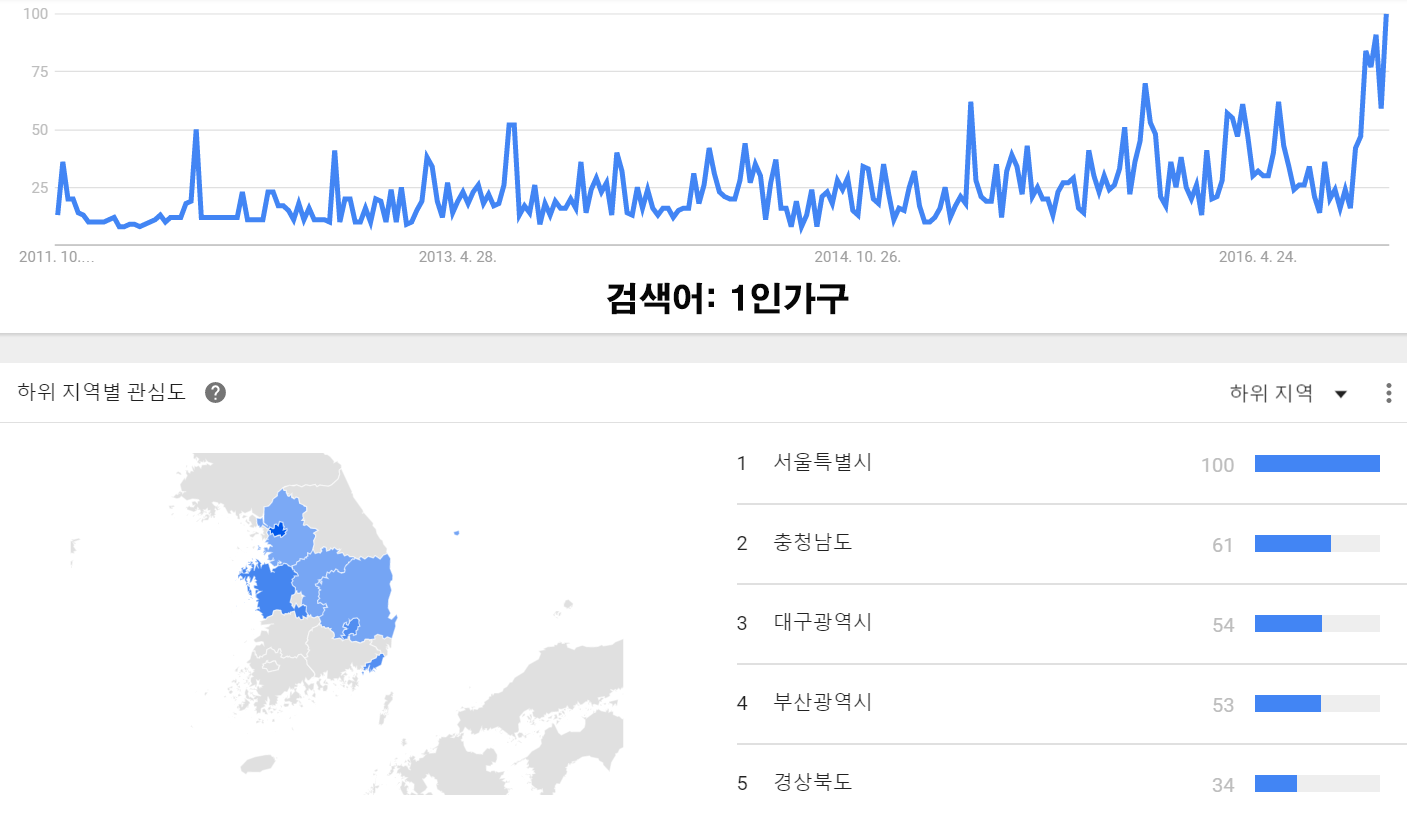 100
75
50
25
2011. 10....
2013. 4. 28.
2014. 10. 26.
2016. 4. 24.
검색어: 1인가구
하위 지역별 관심도 ?
하위 지역
1 서울특별시 100
2 충청남도 61
3 대구광역시 54
4 부산광역시 53
5 경상북도 34